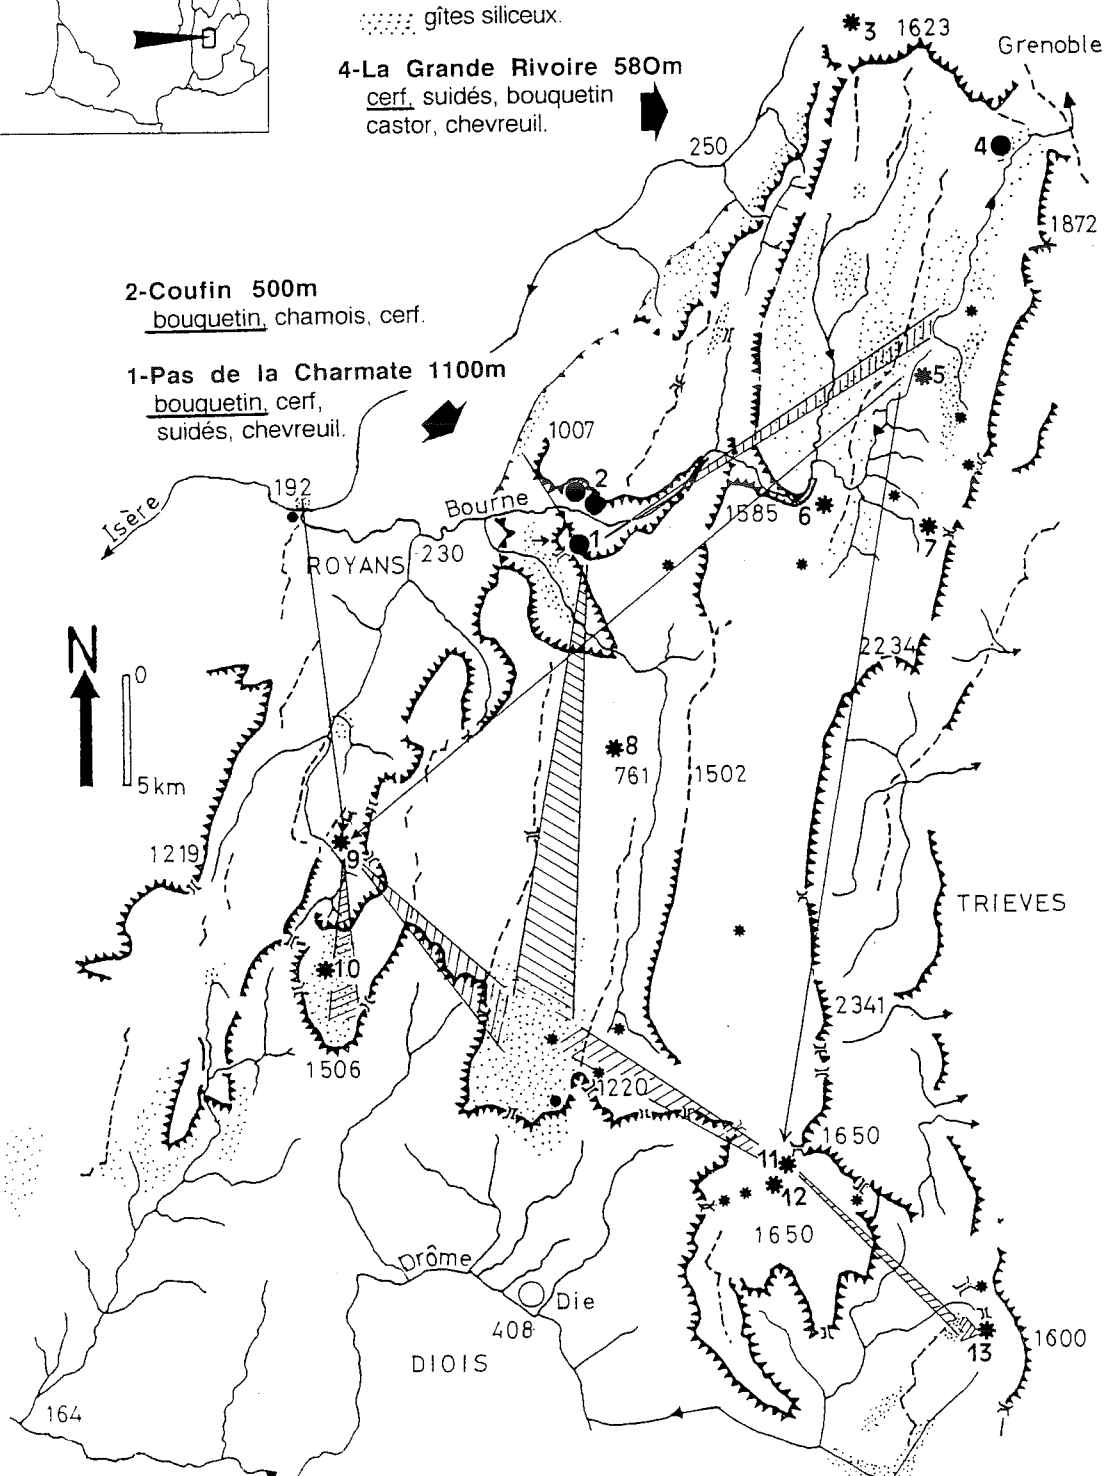 gîtes siliceux.
4-La Grande Rivoire 580m
cerf, suidés, bouquetin
castor, chevreuil.
3
1623
Grenoble
250
4
1872
2-Coufin 500m
bouquetin, chamois, cerf.
1-Pas de la Charmate 1100m
bouquetin, cerf,
suidés, chevreuil.
5
1007
192
2
Bourne
Isère
1585
6
7
1
ROYANS
230
N
0
5km
2234
8
761
1502
1219
9
TRIEVES
10
2341
1506
1220
1650
11
12
1650
Drôme
Die
408
DIOIS
13
1600
164